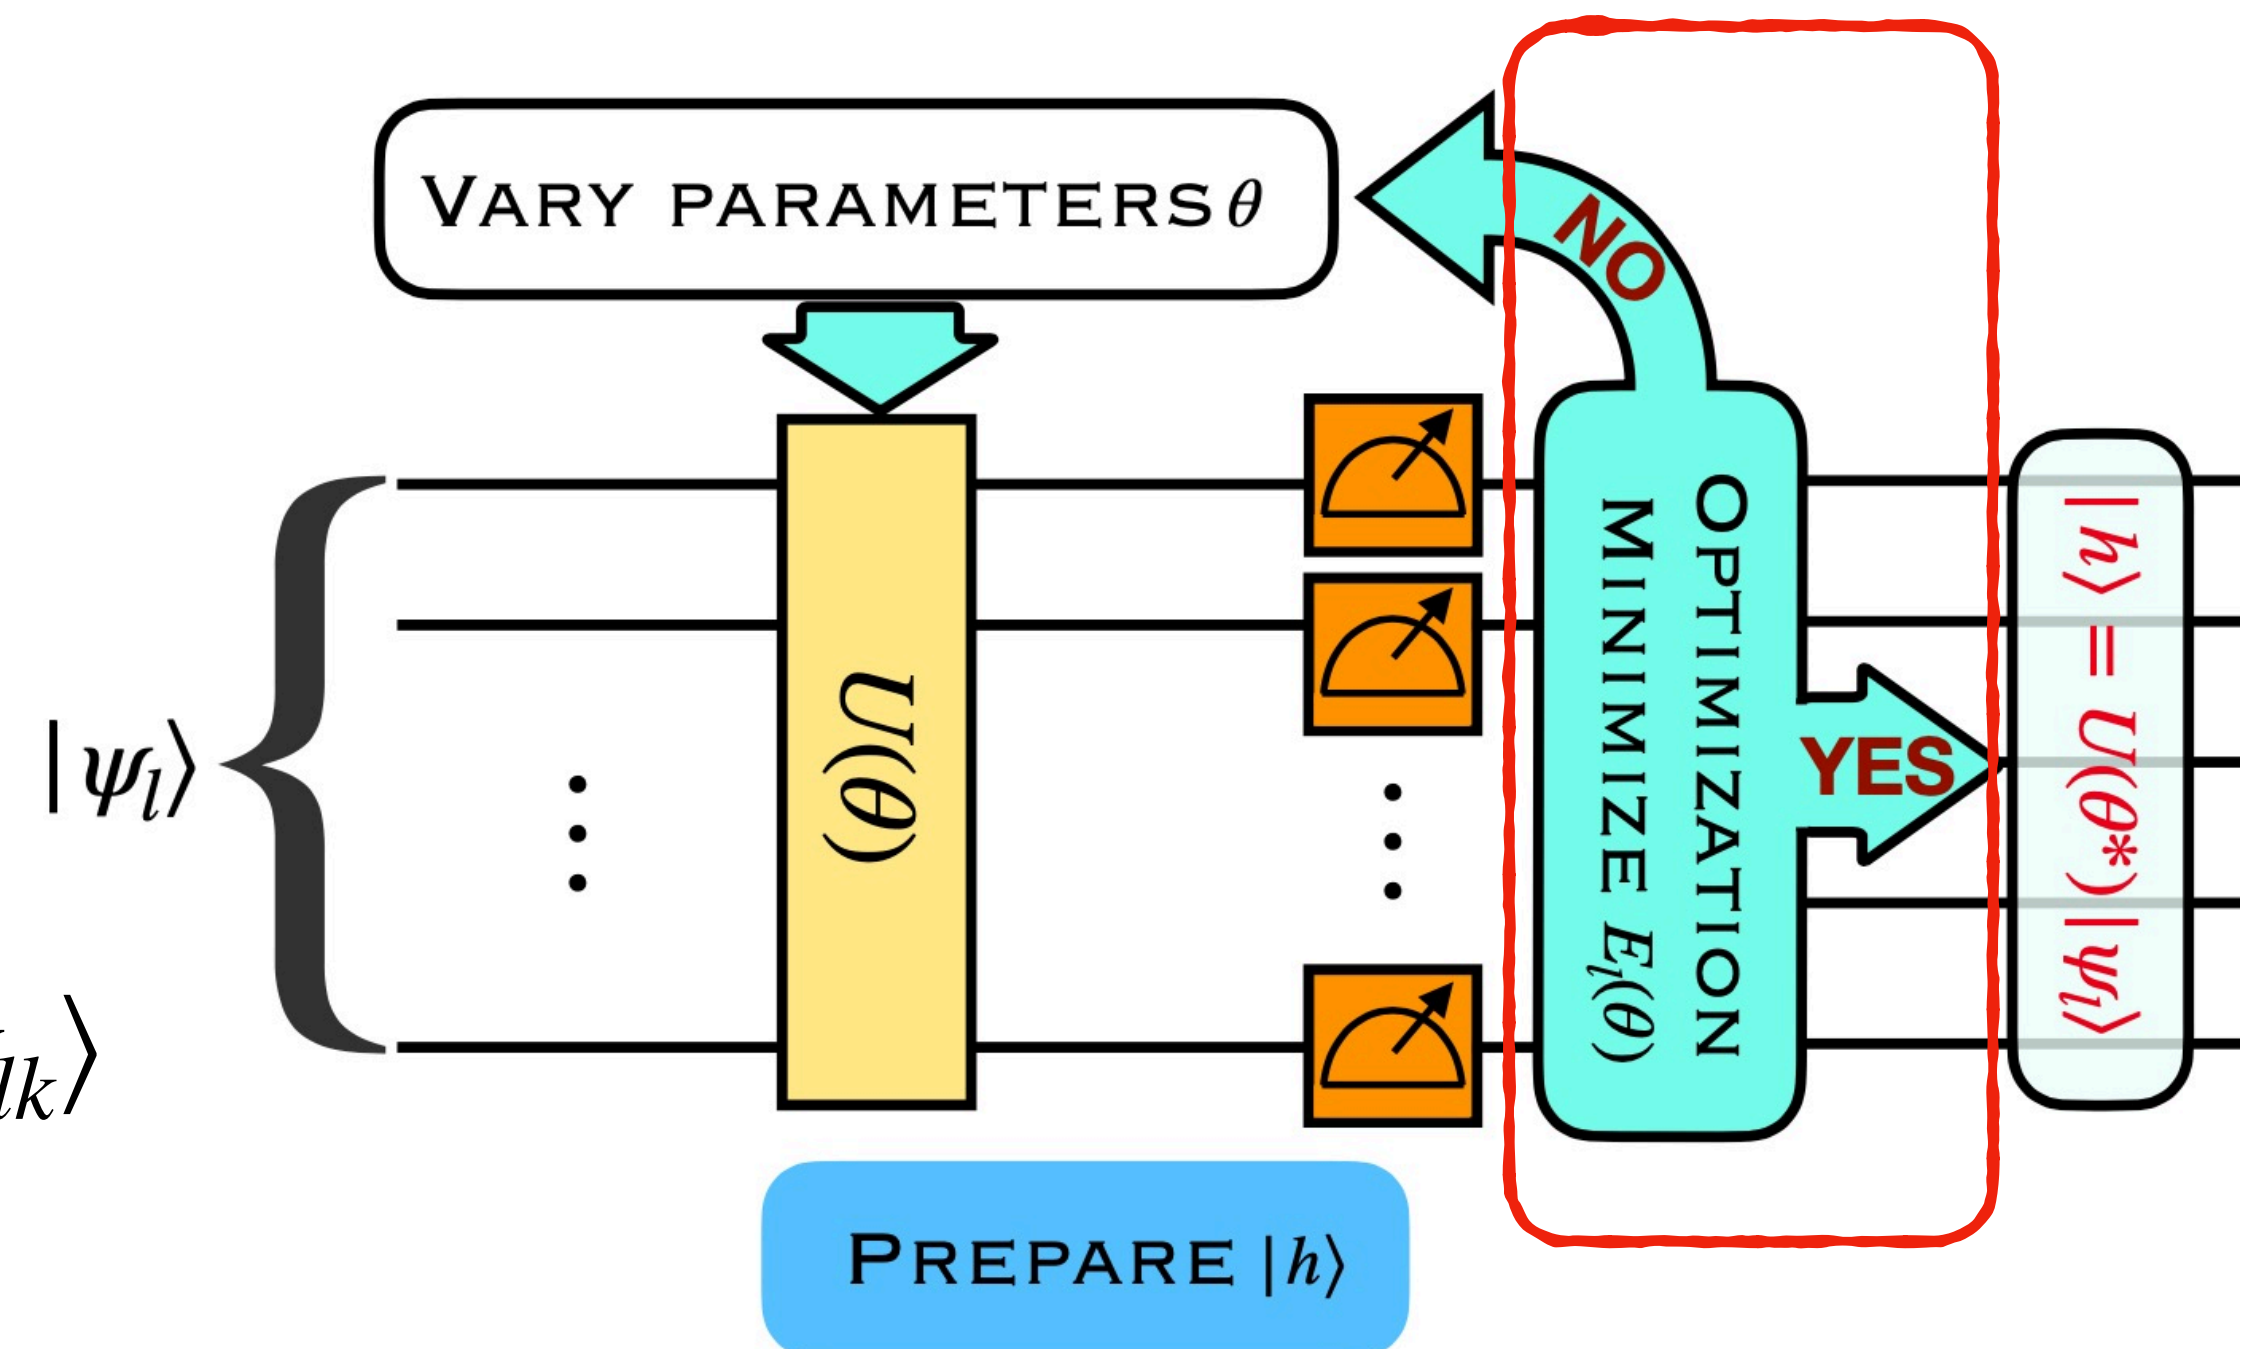 VARY PARAMETERS θ
NO
|ψ_l⟩
U(θ)
OPTIMIZATION
MINIMIZE E_l(θ)
YES
|h⟩ = U(θ*)|ψ_l⟩
k⟩
PREPARE |h⟩